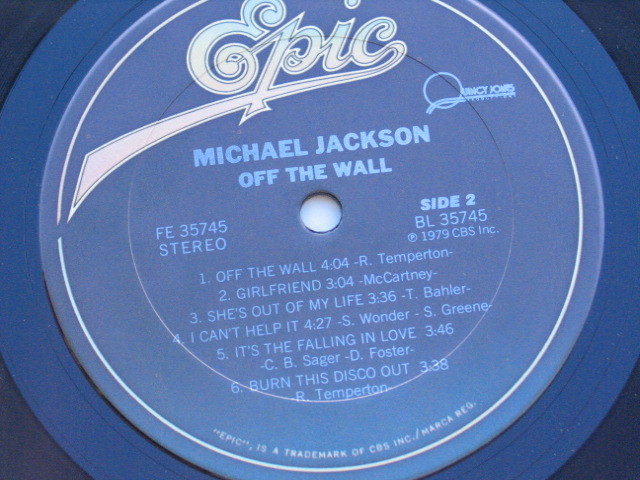 Epic
QUINCY JONES
PRODUCTIONS
MICHAEL JACKSON
OFF THE WALL
FE 35745
STEREO
SIDE 2
BL 35745
℗ 1979 CBS Inc.
1. OFF THE WALL 4:04 -R. Temperton-
2. GIRLFRIEND 3:04 -McCartney-
3. SHE'S OUT OF MY LIFE 3:36 -T. Bahler-
4. I CAN'T HELP IT 4:27 -S. Wonder - S. Greene-
5. IT'S THE FALLING IN LOVE 3:46
-C. B. Sager -D. Foster-
6. BURN THIS DISCO OUT 3:38
-R. Temperton-
"EPIC", IS A TRADEMARK OF CBS INC./MARCA REG.